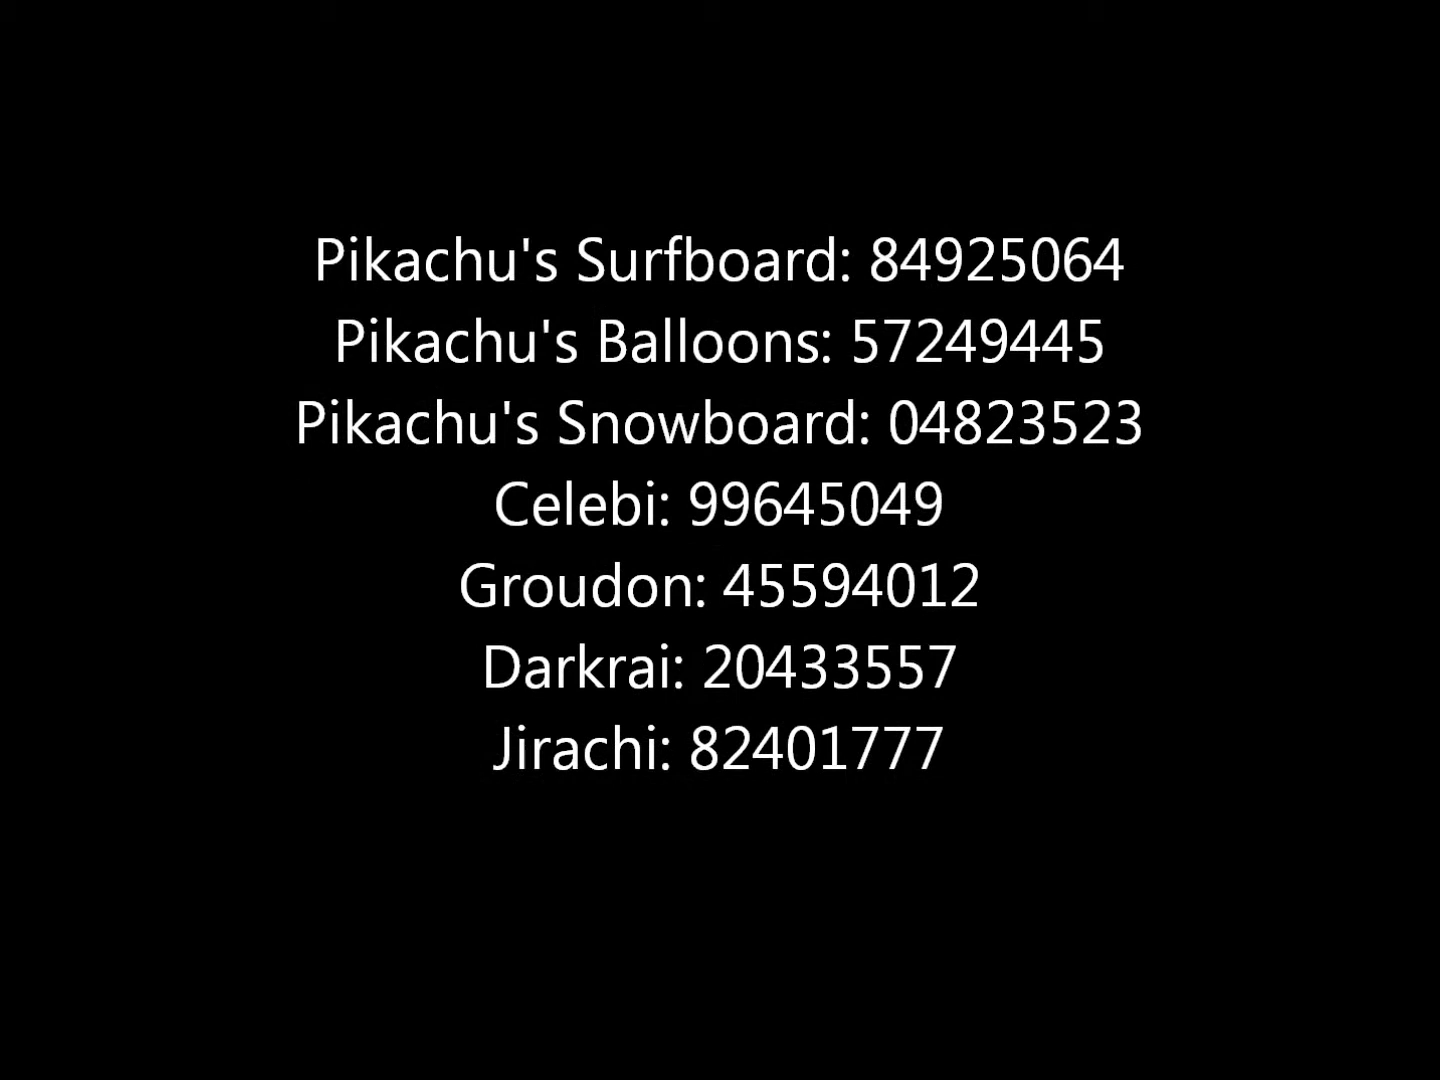 Pikachu's Surfboard: 84925064
Pikachu's Balloons: 57249445
Pikachu's Snowboard: 04823523
Celebi: 99645049
Groudon: 45594012
Darkrai: 20433557
Jirachi: 82401777